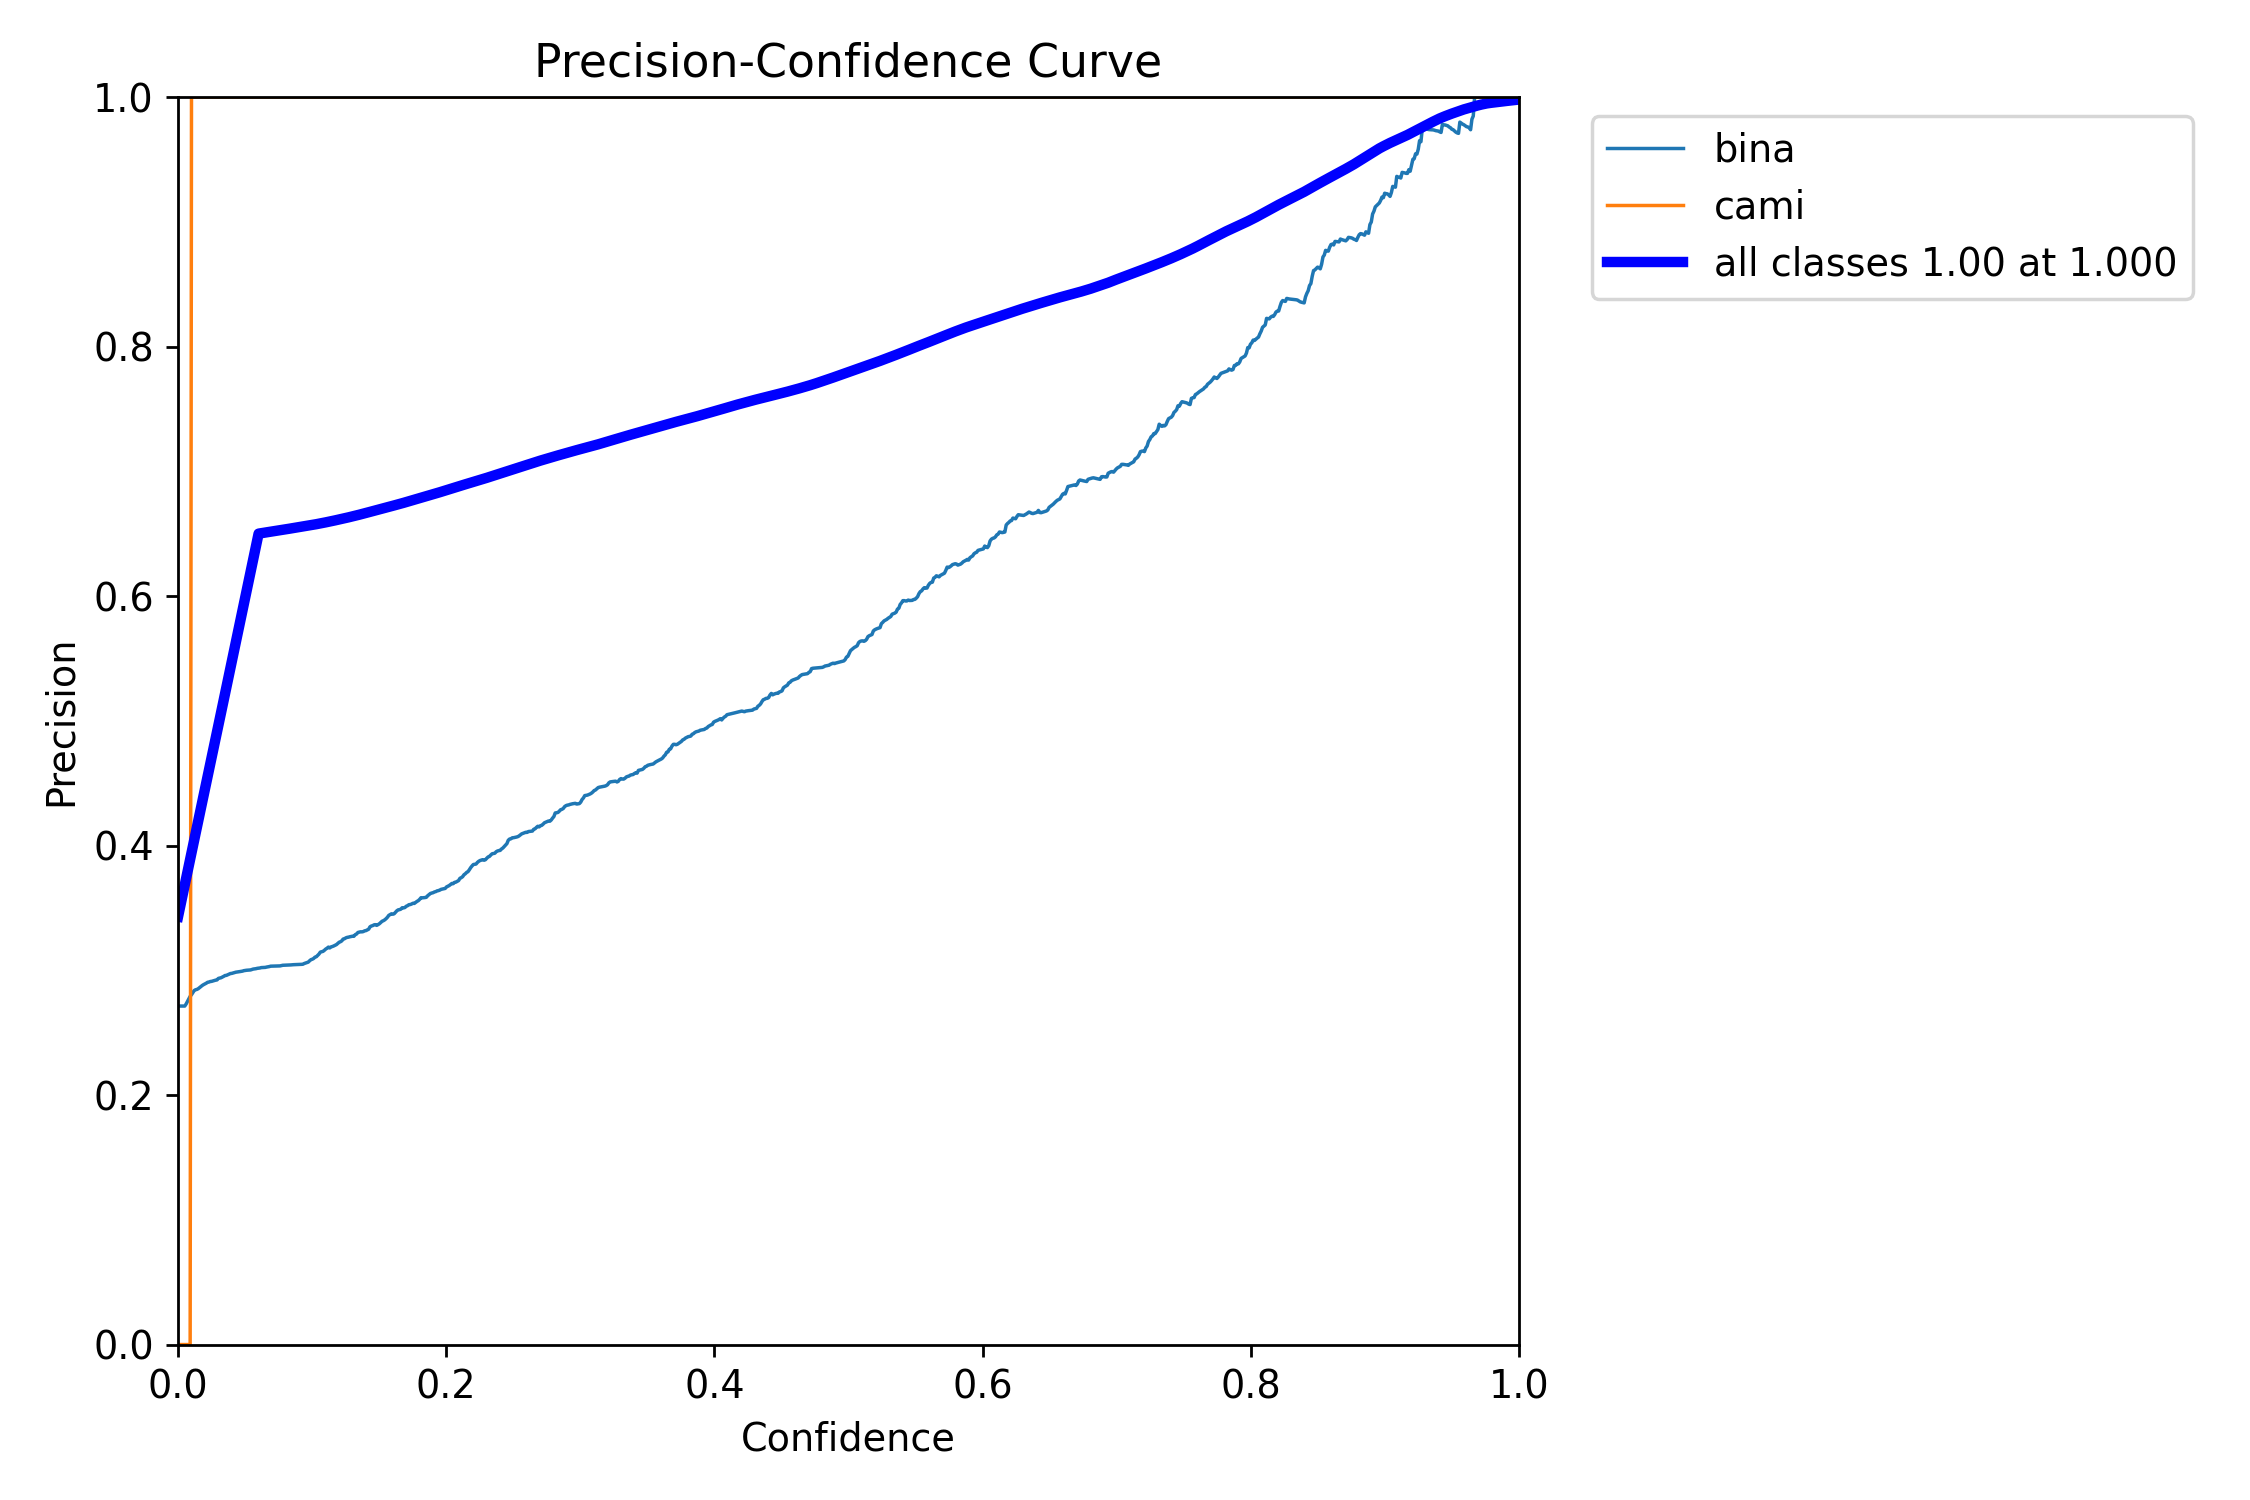 Precision-Confidence Curve
1.0
0.8
0.6
0.4
0.2
0.0
Precision
0.0 0.2 0.4 0.6 0.8 1.0
Confidence
bina
cami
all classes 1.00 at 1.000